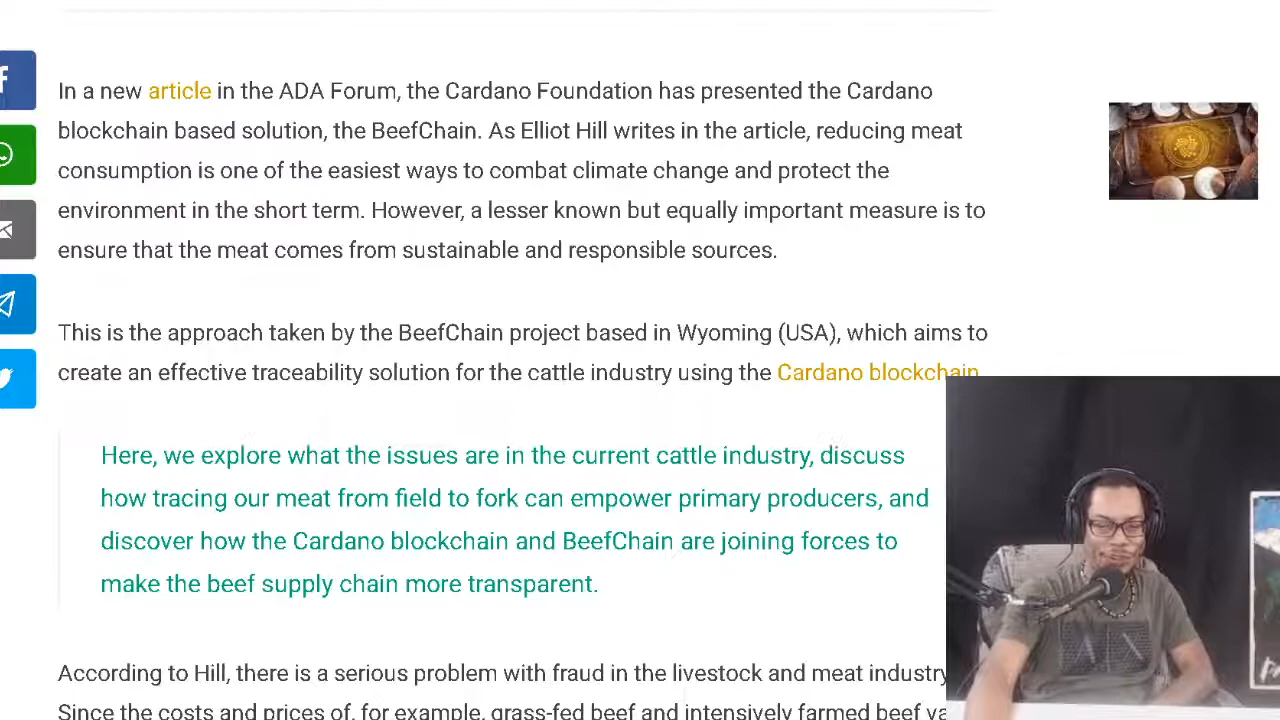 In a new article in the ADA Forum, the Cardano Foundation has presented the Cardano
blockchain based solution, the BeefChain. As Elliot Hill writes in the article, reducing meat
consumption is one of the easiest ways to combat climate change and protect the
environment in the short term. However, a lesser known but equally important measure is to
ensure that the meat comes from sustainable and responsible sources.
This is the approach taken by the BeefChain project based in Wyoming (USA), which aims to
create an effective traceability solution for the cattle industry using the Cardano blockchain.
Here, we explore what the issues are in the current cattle industry, discuss
how tracing our meat from field to fork can empower primary producers, and
discover how the Cardano blockchain and BeefChain are joining forces to
make the beef supply chain more transparent.
According to Hill, there is a serious problem with fraud in the livestock and meat industry
Since the costs and prices of, for example, grass-fed beef and intensively farmed beef